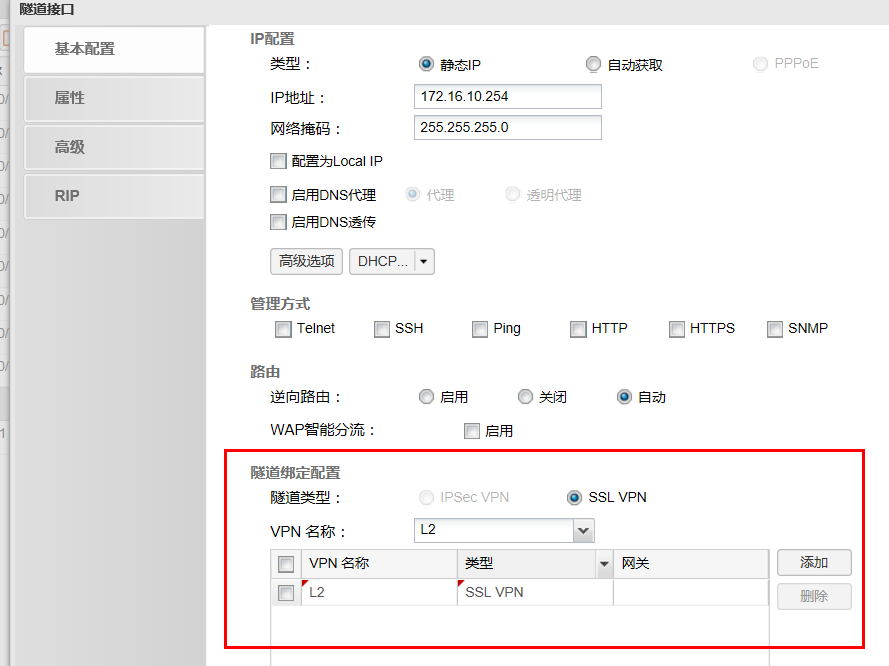 隧道接口
基本配置
属性
高级
RIP
IP配置
类型： 静态IP 自动获取 PPPoE
IP地址： 172.16.10.254
网络掩码： 255.255.255.0
配置为Local IP
启用DNS代理 代理 透明代理
启用DNS透传
高级选项 DHCP...
管理方式
Telnet SSH Ping HTTP HTTPS SNMP
路由
逆向路由： 启用 关闭 自动
WAP智能分流： 启用
隧道绑定配置
隧道类型： IPSec VPN SSL VPN
VPN 名称： L2
VPN 名称 类型 网关 添加
L2 SSL VPN 删除